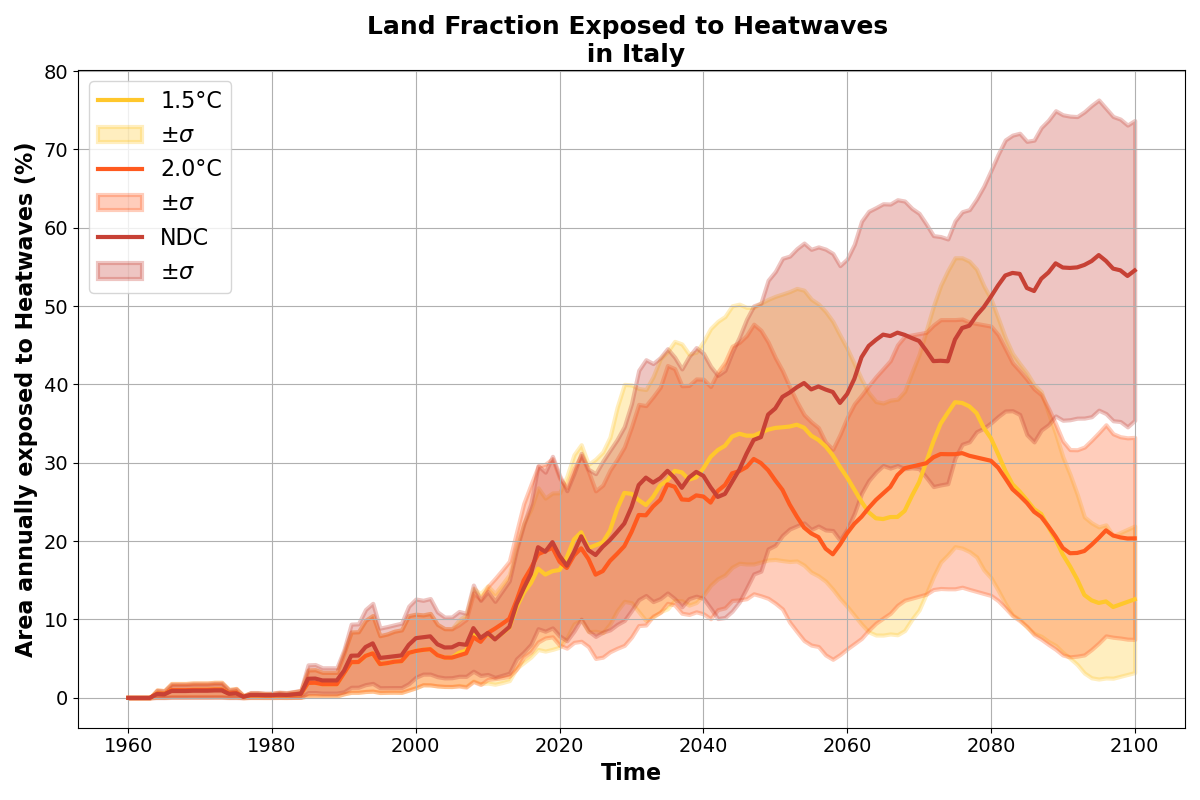 Land Fraction Exposed to Heatwaves
in Italy
Area annually exposed to Heatwaves (%)
80
70
60
50
40
30
20
10
0
1.5°C
±σ
2.0°C
±σ
NDC
±σ
1960 1980 2000 2020 2040 2060 2080 2100
Time